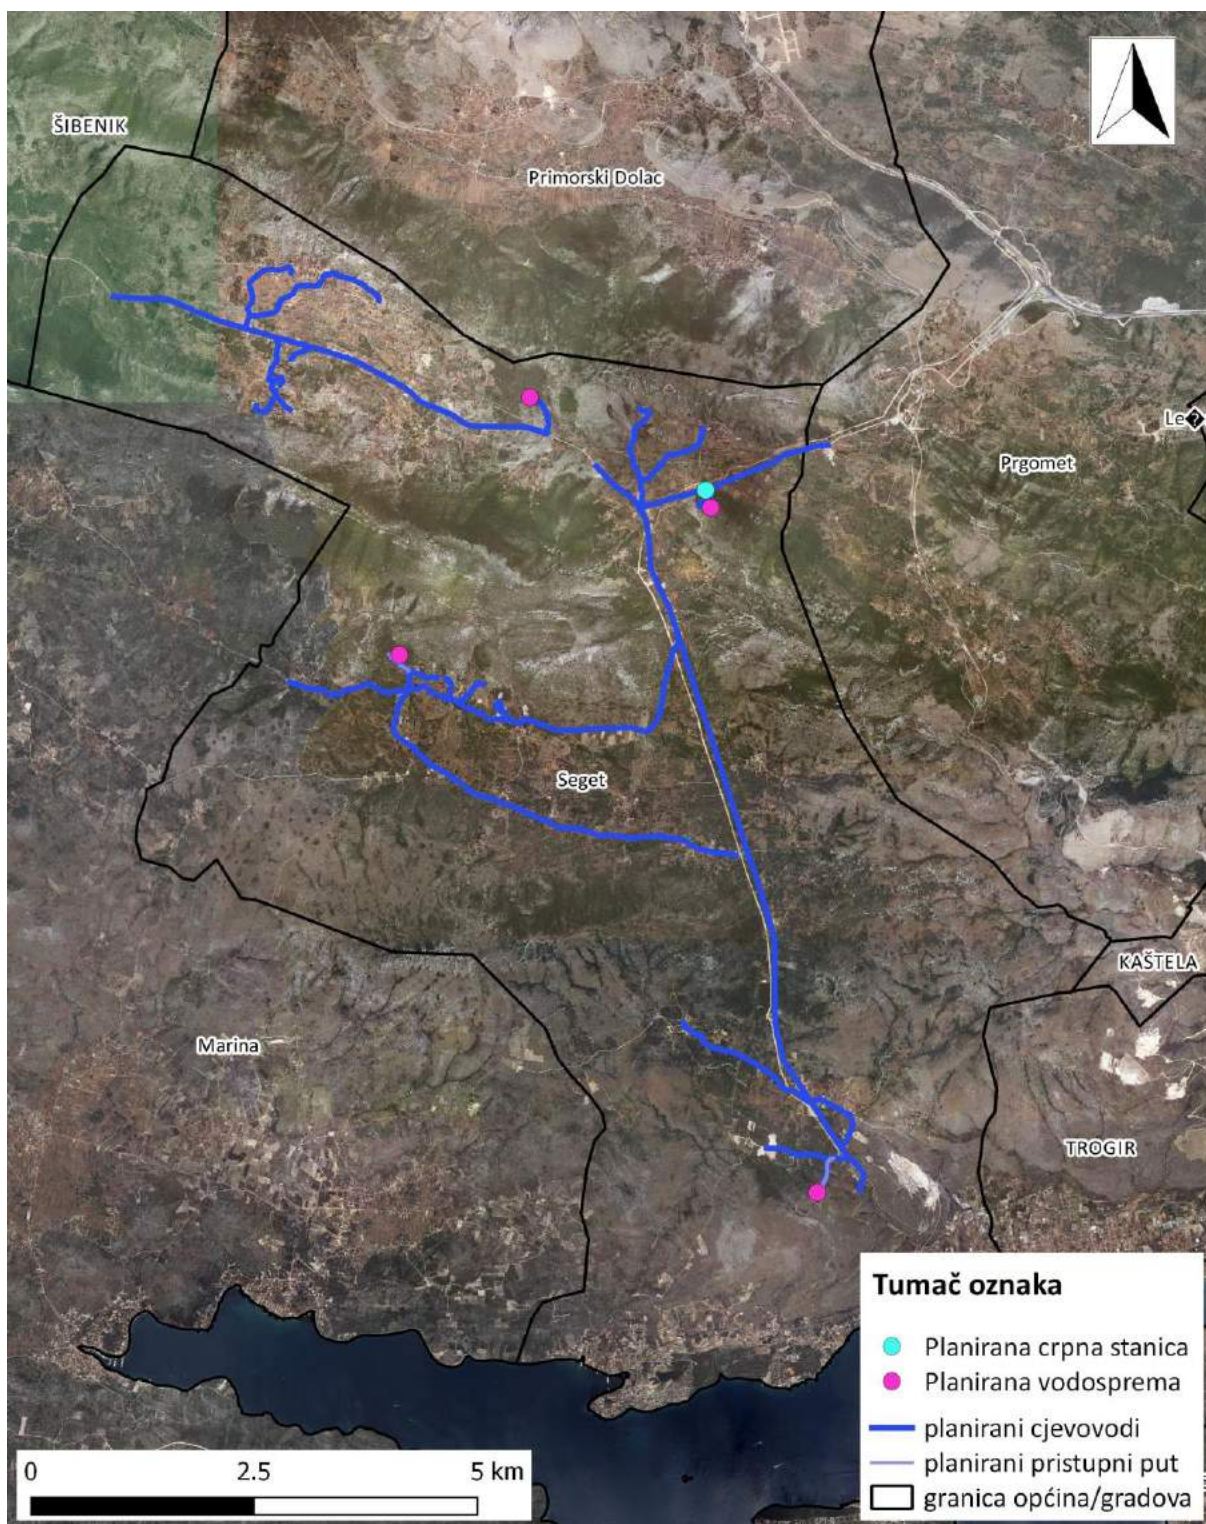 ŠIBENIK
Primorski Dolac
Le�
Prgomet
Seget
KAŠTELA
Marina
TROGIR
Tumač oznaka
Planirana crpna stanica
Planirana vodosprema
planirani cjevovodi
planirani pristupni put
granica općina/gradova
0 2.5 5 km